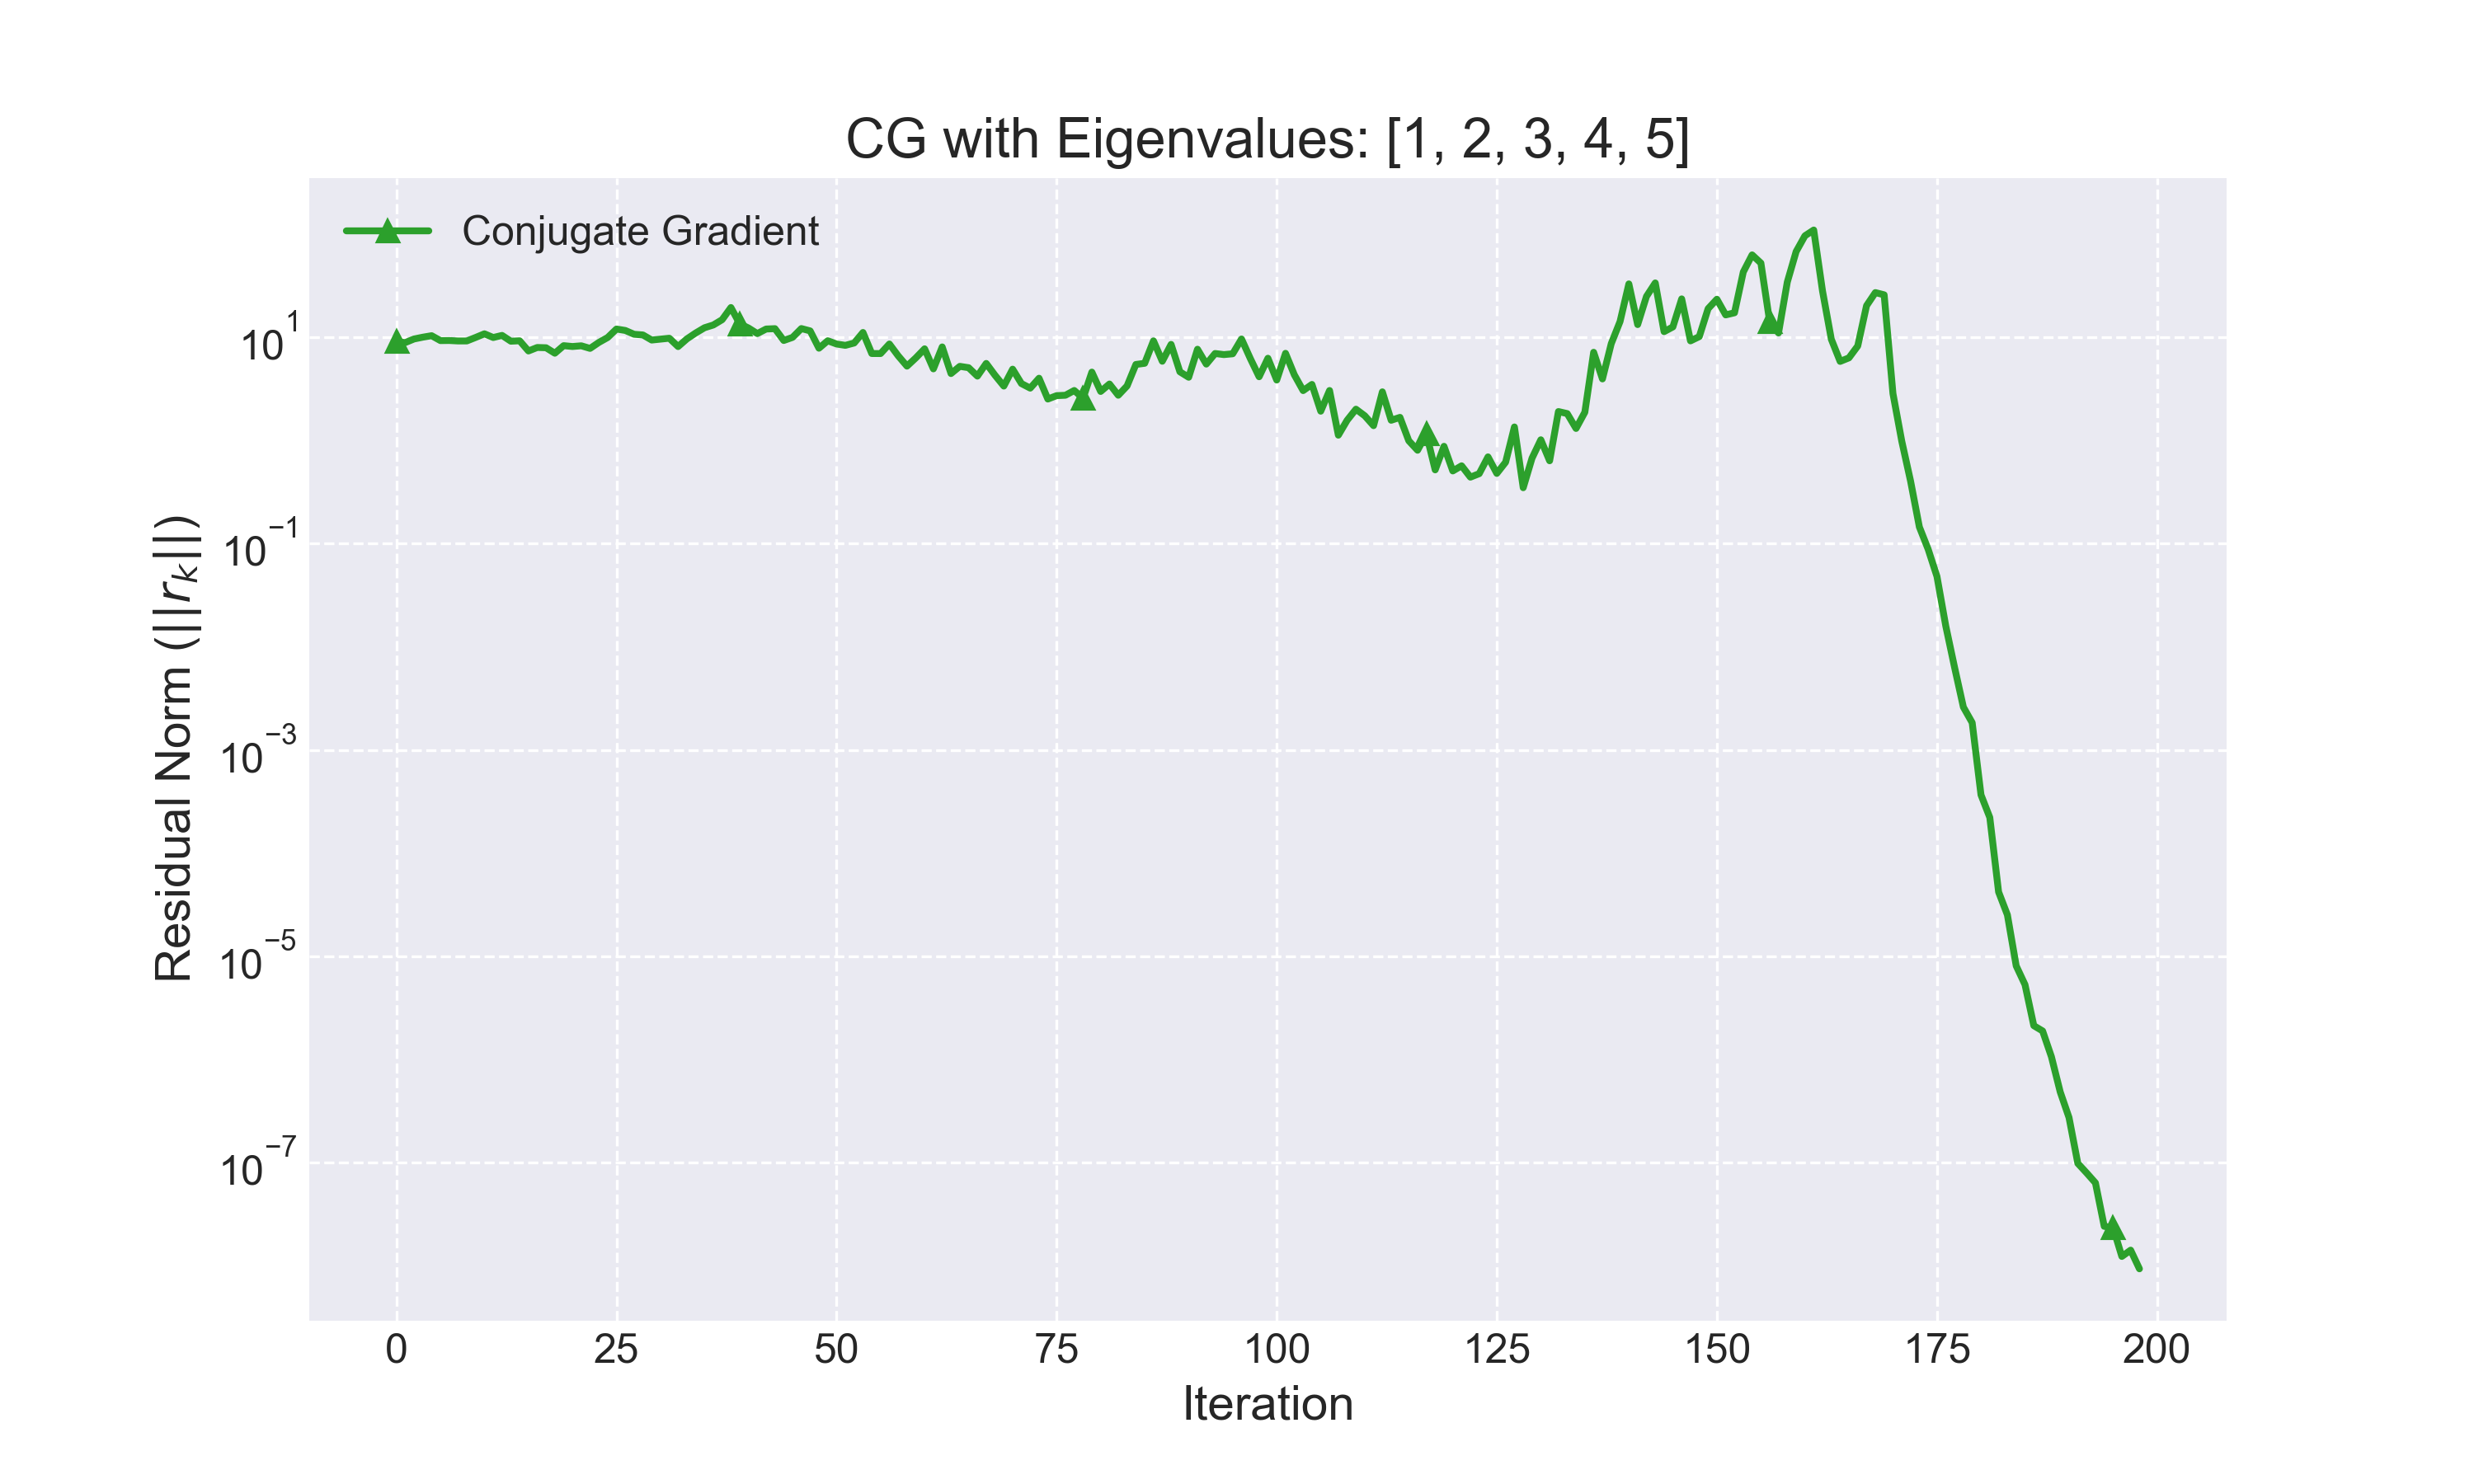 CG with Eigenvalues: [1, 2, 3, 4, 5]
Conjugate Gradient
Residual Norm (||r_k||)
10^1
10^−1
10^−3
10^−5
10^−7
0 25 50 75 100 125 150 175 200
Iteration